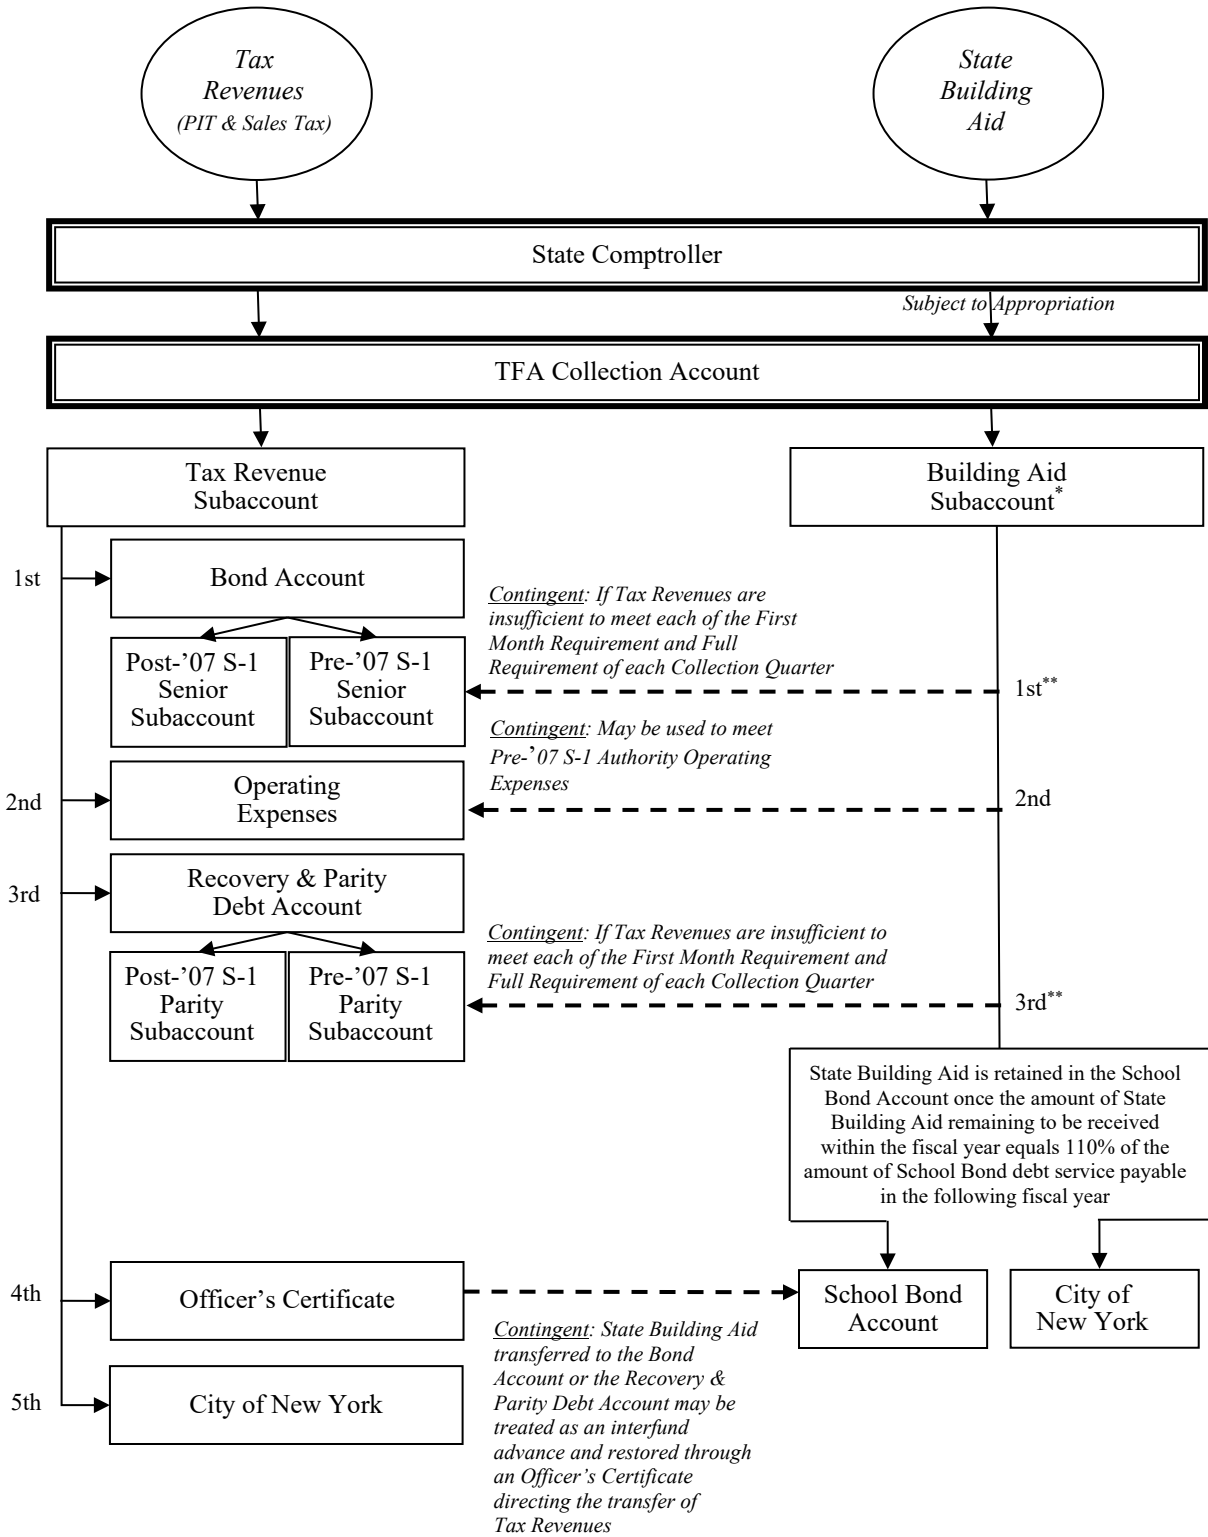 Tax
Revenues
(PIT & Sales Tax)
State
Building
Aid
State Comptroller
Subject to Appropriation
TFA Collection Account
Tax Revenue
Subaccount
Building Aid
Subaccount*
1st
Bond Account
Contingent: If Tax Revenues are
insufficient to meet each of the First
Month Requirement and Full
Requirement of each Collection Quarter
Post-’07 S-1
Senior
Subaccount
Pre-’07 S-1
Senior
Subaccount
1st**
Contingent: May be used to meet
Pre-’07 S-1 Authority Operating
Expenses
2nd
Operating
Expenses
2nd
3rd
Recovery & Parity
Debt Account
Contingent: If Tax Revenues are insufficient to
meet each of the First Month Requirement and
Full Requirement of each Collection Quarter
Post-’07 S-1
Parity
Subaccount
Pre-’07 S-1
Parity
Subaccount
3rd**
State Building Aid is retained in the School
Bond Account once the amount of State
Building Aid remaining to be received
within the fiscal year equals 110% of the
amount of School Bond debt service payable
in the following fiscal year
4th
Officer’s Certificate
School Bond
Account
City of
New York
Contingent: State Building Aid
transferred to the Bond
Account or the Recovery &
Parity Debt Account may be
treated as an interfund
advance and restored through
an Officer’s Certificate
directing the transfer of
Tax Revenues
5th
City of New York